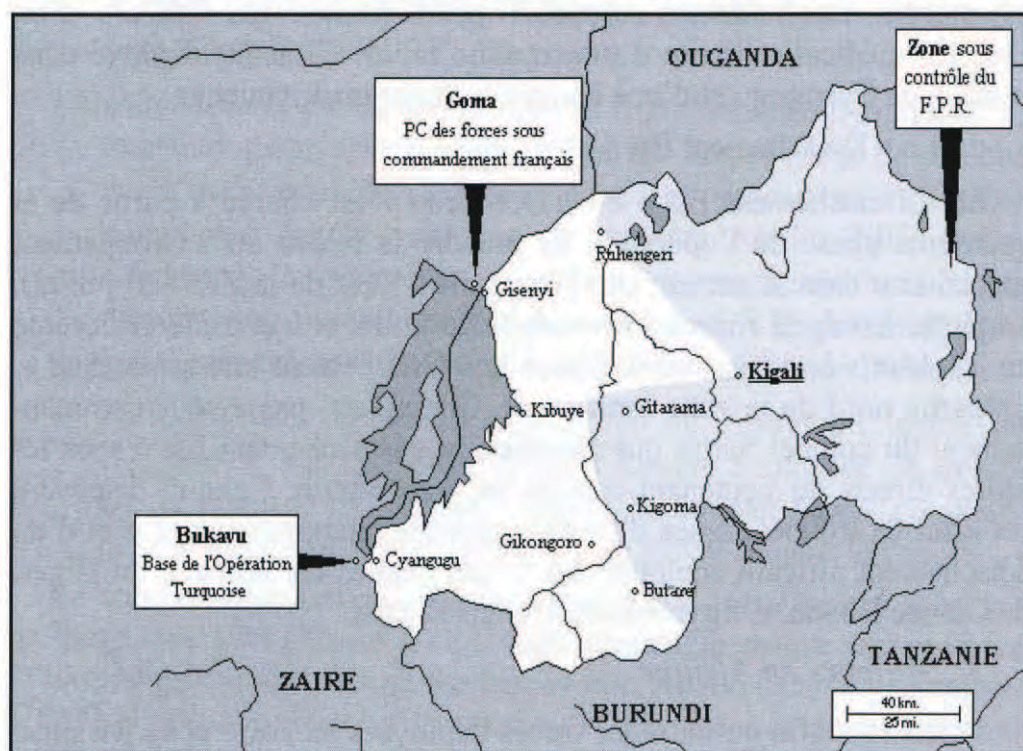 OUGANDA
Zone sous
contrôle du
F.P.R.
Goma
PC des forces sous
commandement français
Ruhengeri
Gisenyi
Kigali
Kibuye
Gitarama
Kigoma
Gikongoro
Bukavu
Base de l'Opération
Turquoise
Cyangugu
Butare
TANZANIE
ZAIRE
BURUNDI
40 km.
25 mi.